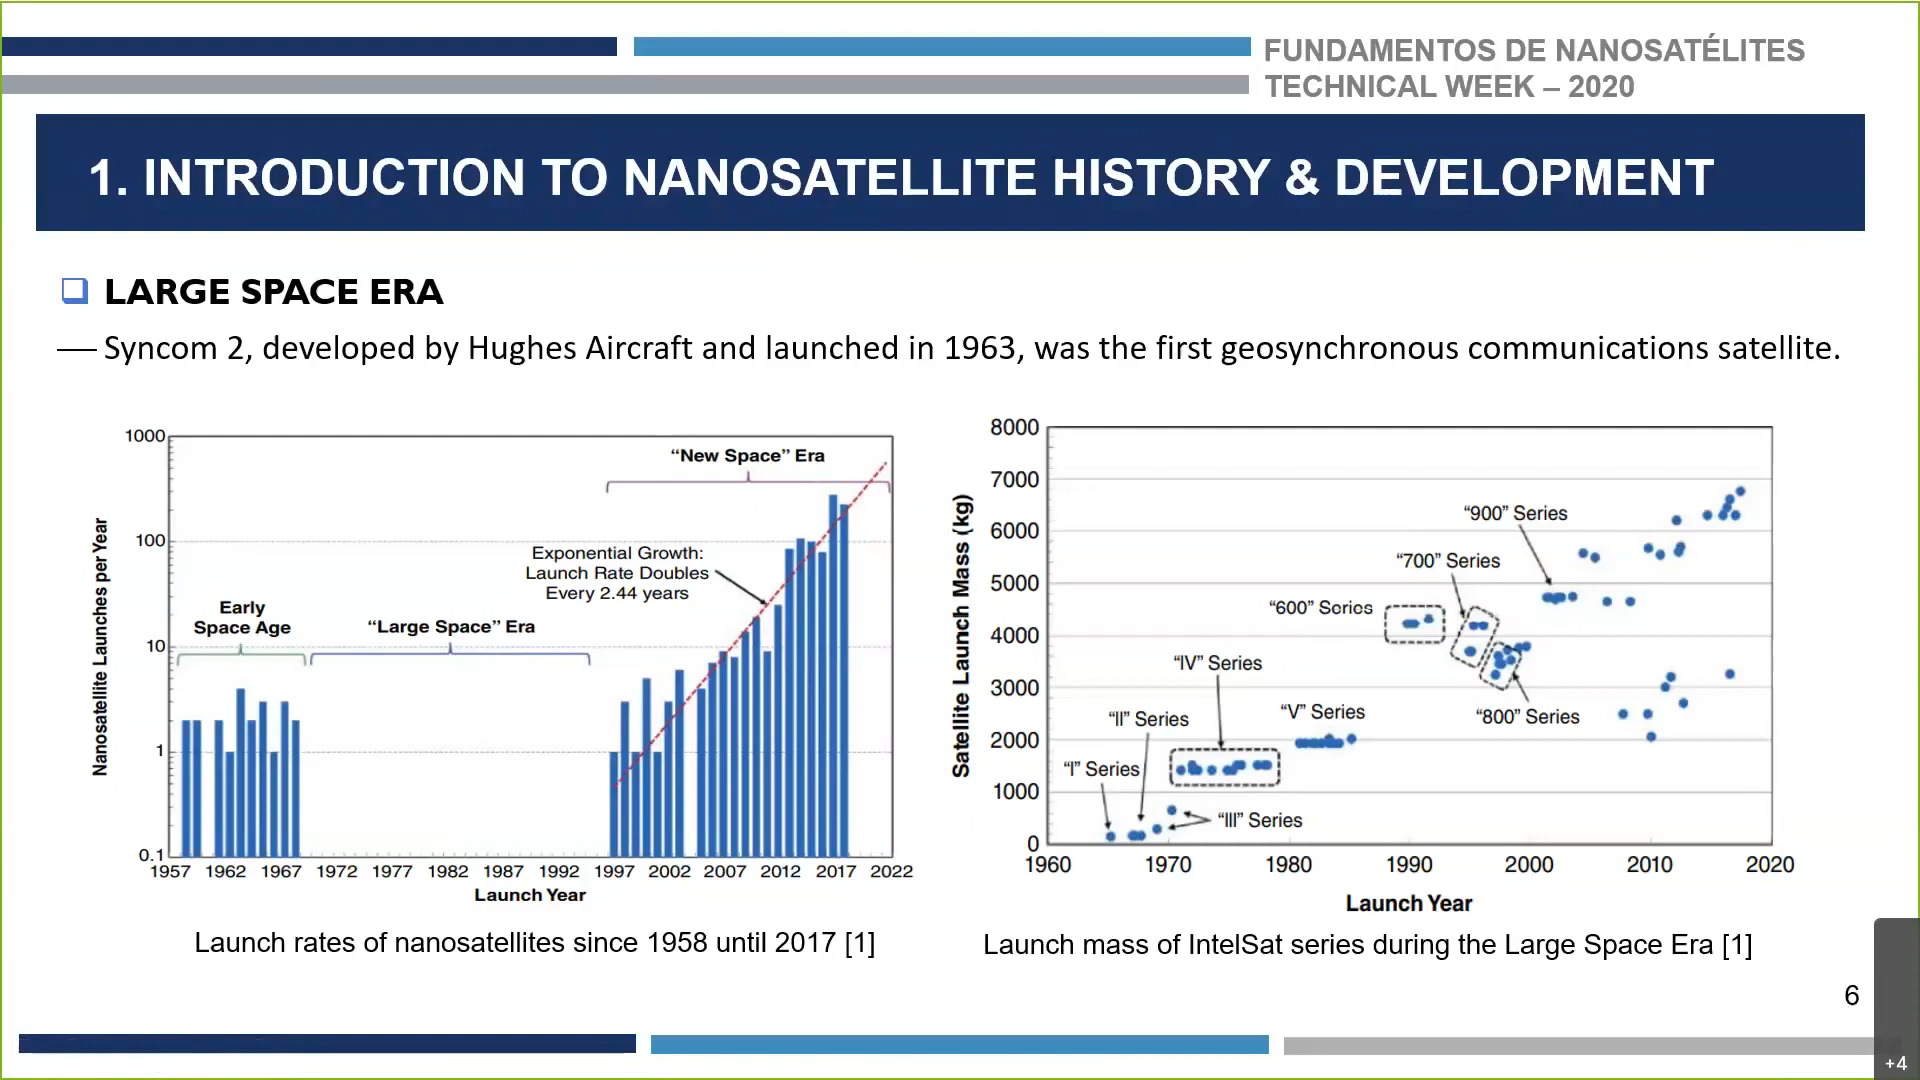 FUNDAMENTOS DE NANOSATÉLITES
TECHNICAL WEEK – 2020
1. INTRODUCTION TO NANOSATELLITE HISTORY & DEVELOPMENT
LARGE SPACE ERA
Syncom 2, developed by Hughes Aircraft and launched in 1963, was the first geosynchronous communications satellite.
Nanosatellite Launches per Year
1000
100
10
1
0.1
"New Space" Era
Exponential Growth:
Launch Rate Doubles
Every 2.44 years
Early
Space Age
"Large Space" Era
1957 1962 1967 1972 1977 1982 1987 1992 1997 2002 2007 2012 2017 2022
Launch Year
Launch rates of nanosatellites since 1958 until 2017 [1]
Satellite Launch Mass (kg)
8000
7000
6000
5000
4000
3000
2000
1000
0
"900" Series
"700" Series
"600" Series
"IV" Series
"II" Series
"V" Series
"800" Series
"I" Series
"III" Series
1960 1970 1980 1990 2000 2010 2020
Launch Year
Launch mass of IntelSat series during the Large Space Era [1]
6
+4